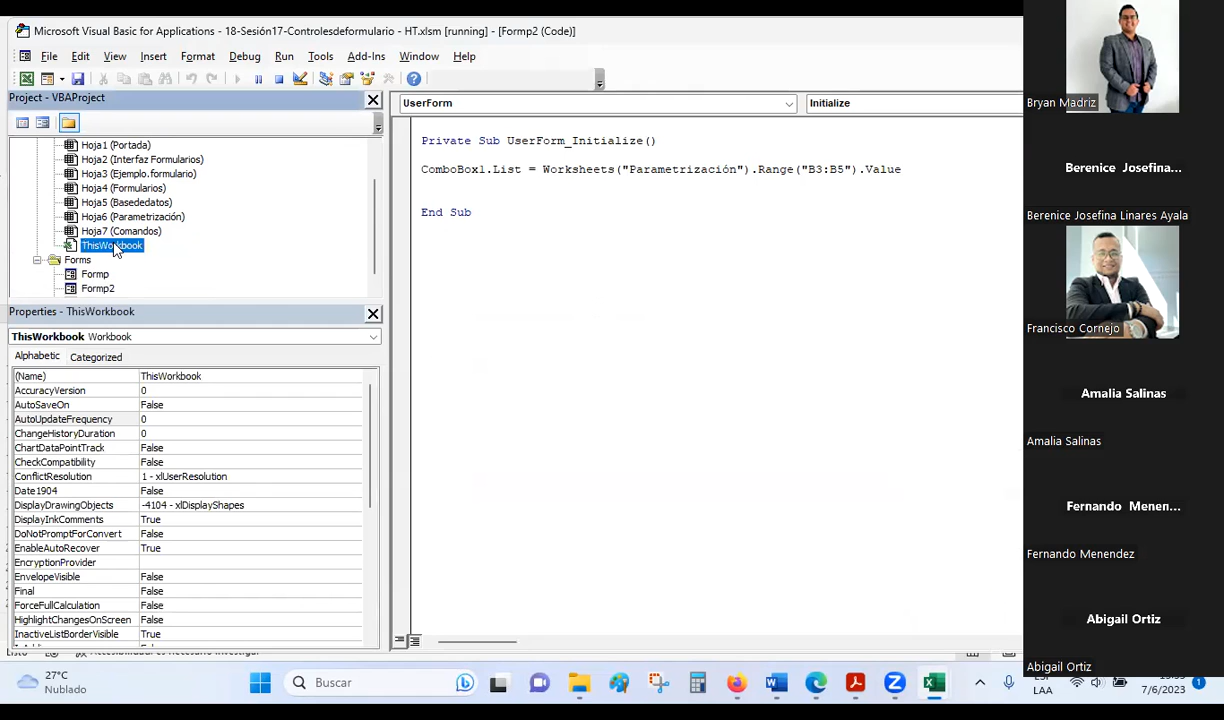 Microsoft Visual Basic for Applications - 18-Sesión17-Controlesdeformulario - HT.xlsm [running] - [Formp2 (Code)]
File Edit View Insert Format Debug Run Tools Add-Ins Window Help
Project - VBAProject
Hoja1 (Portada)
Hoja2 (Interfaz Formularios)
Hoja3 (Ejemplo.formulario)
Hoja4 (Formularios)
Hoja5 (Basededatos)
Hoja6 (Parametrización)
Hoja7 (Comandos)
ThisWorkbook
Forms
Formp
Formp2
Properties - ThisWorkbook
ThisWorkbook Workbook
Alphabetic Categorized
(Name) ThisWorkbook
AccuracyVersion 0
AutoSaveOn False
AutoUpdateFrequency 0
ChangeHistoryDuration 0
ChartDataPointTrack False
CheckCompatibility False
ConflictResolution 1 - xlUserResolution
Date1904 False
DisplayDrawingObjects -4104 - xlDisplayShapes
DisplayInkComments True
DoNotPromptForConvert False
EnableAutoRecover True
EncryptionProvider
EnvelopeVisible False
Final False
ForceFullCalculation False
HighlightChangesOnScreen False
InactiveListBorderVisible True
UserForm Initialize
Private Sub UserForm_Initialize()
ComboBox1.List = Worksheets("Parametrización").Range("B3:B5").Value
End Sub
Bryan Madriz
Berenice Josefina...
Berenice Josefina Linares Ayala
Francisco Cornejo
Amalia Salinas
Amalia Salinas
Fernando Menen...
Fernando Menendez
Abigail Ortiz
Abigail Ortiz
27°C
Nublado
Buscar
LAA
7/6/2023
1